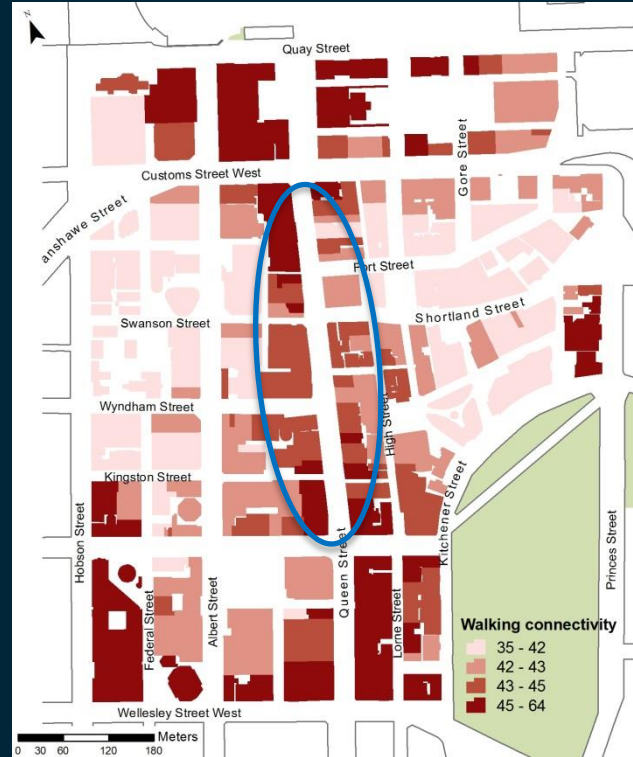 N
Quay Street
Gore Street
Customs Street West
anshawe Street
Fort Street
Shortland Street
Swanson Street
Wyndham Street
High Street
Kingston Street
Kitchener Street
Hobson Street
Federal Street
Albert Street
Queen Street
Lorne Street
Princes Street
Walking connectivity
35 - 42
42 - 43
43 - 45
45 - 64
Wellesley Street West
Meters
0 30 60 120 180